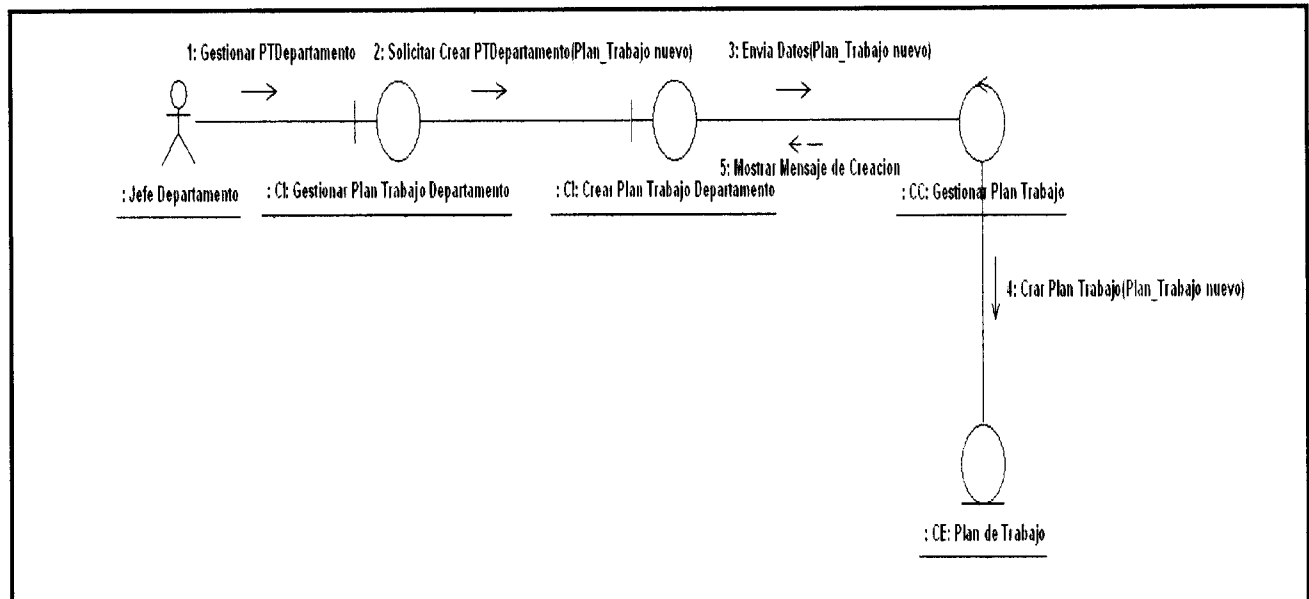 1: Gestionar PTDepartamento
2: Solicitar Crear PTDepartamento(Plan_Trabajo nuevo)
3: Envia Datos(Plan_Trabajo nuevo)
5: Mostrar Mensaje de Creacion
: Jefe Departamento
: CI: Gestionar Plan Trabajo Departamento
: CI: Crear Plan Trabajo Departamento
: CC: Gestionar Plan Trabajo
4: Crar Plan Trabajo(Plan_Trabajo nuevo)
: CE: Plan de Trabajo